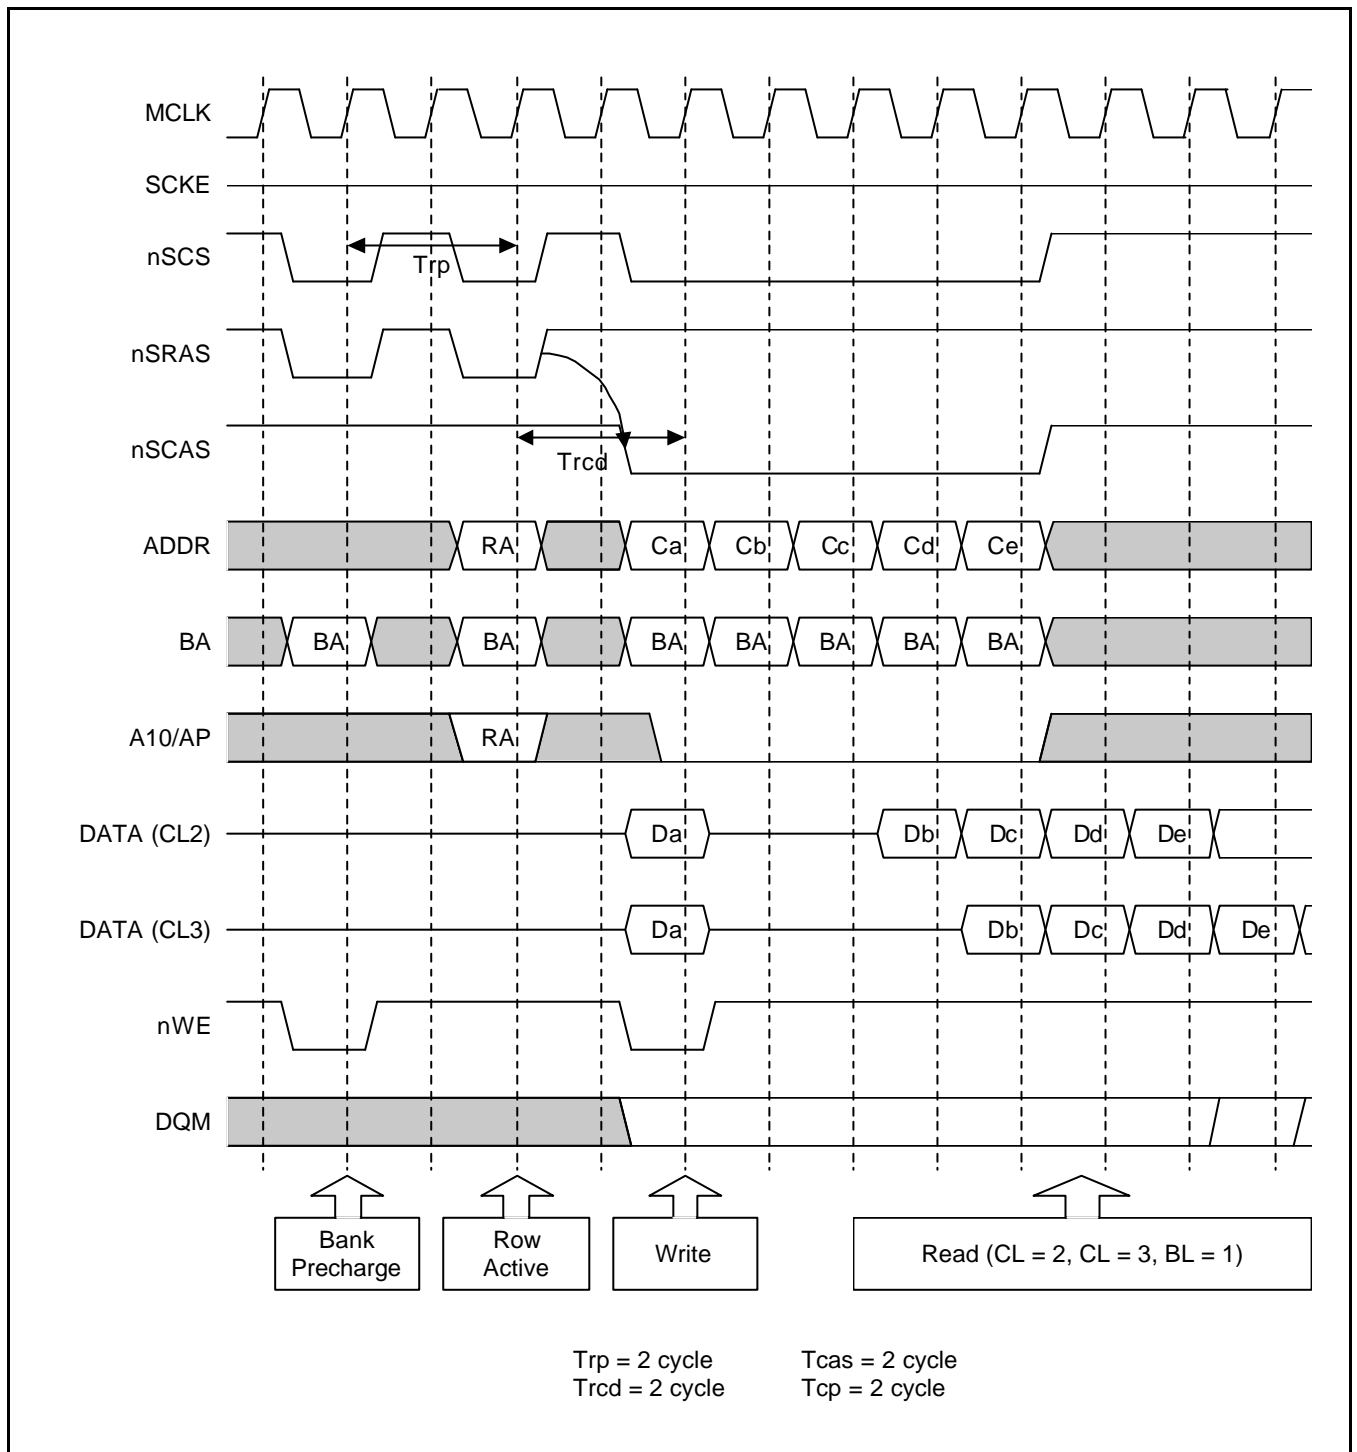 MCLK
SCKE
nSCS
Trp
nSRAS
nSCAS
Trcd
ADDR RA Ca Cb Cc Cd Ce
BA BA BA BA BA BA BA BA
A10/AP RA
DATA (CL2) Da Db Dc Dd De
DATA (CL3) Da Db Dc Dd De
nWE
DQM
Bank
Precharge
Row
Active
Write
Read (CL = 2, CL = 3, BL = 1)
Trp = 2 cycle Tcas = 2 cycle
Trcd = 2 cycle Tcp = 2 cycle